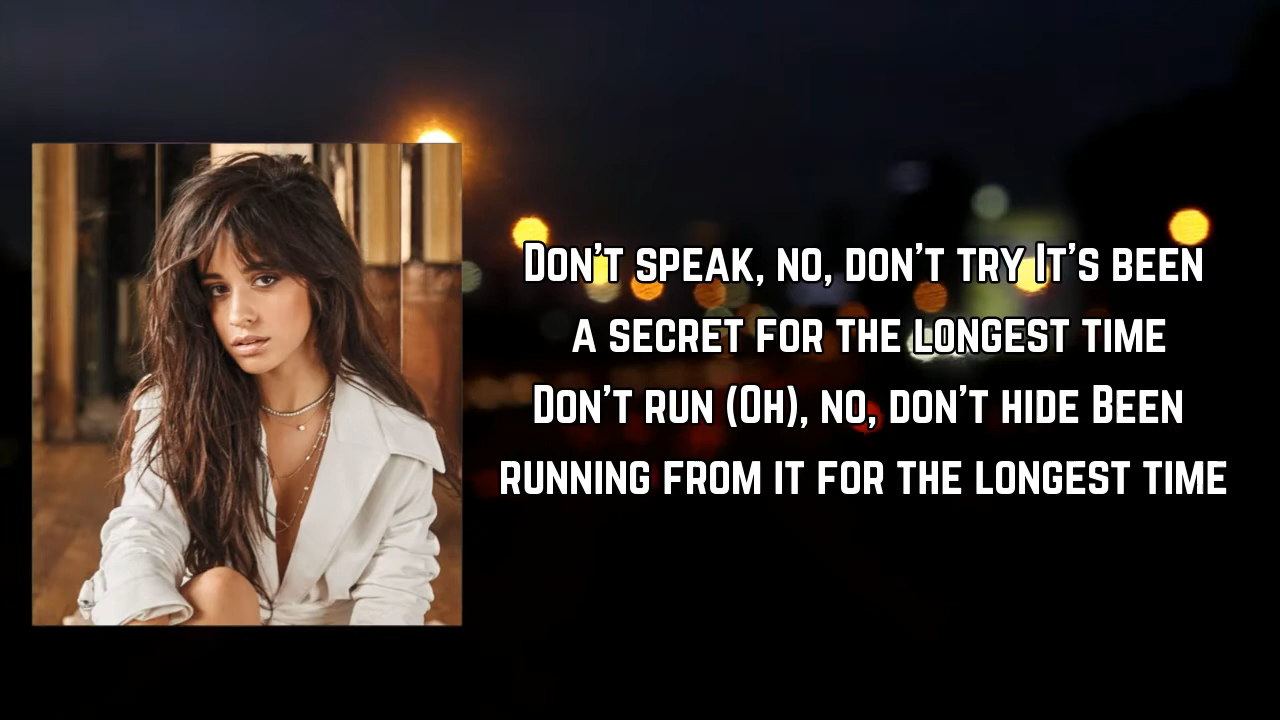 Don't speak, no, don't try It's been
a secret for the longest time
Don't run (Oh), no, don't hide Been
running from it for the longest time